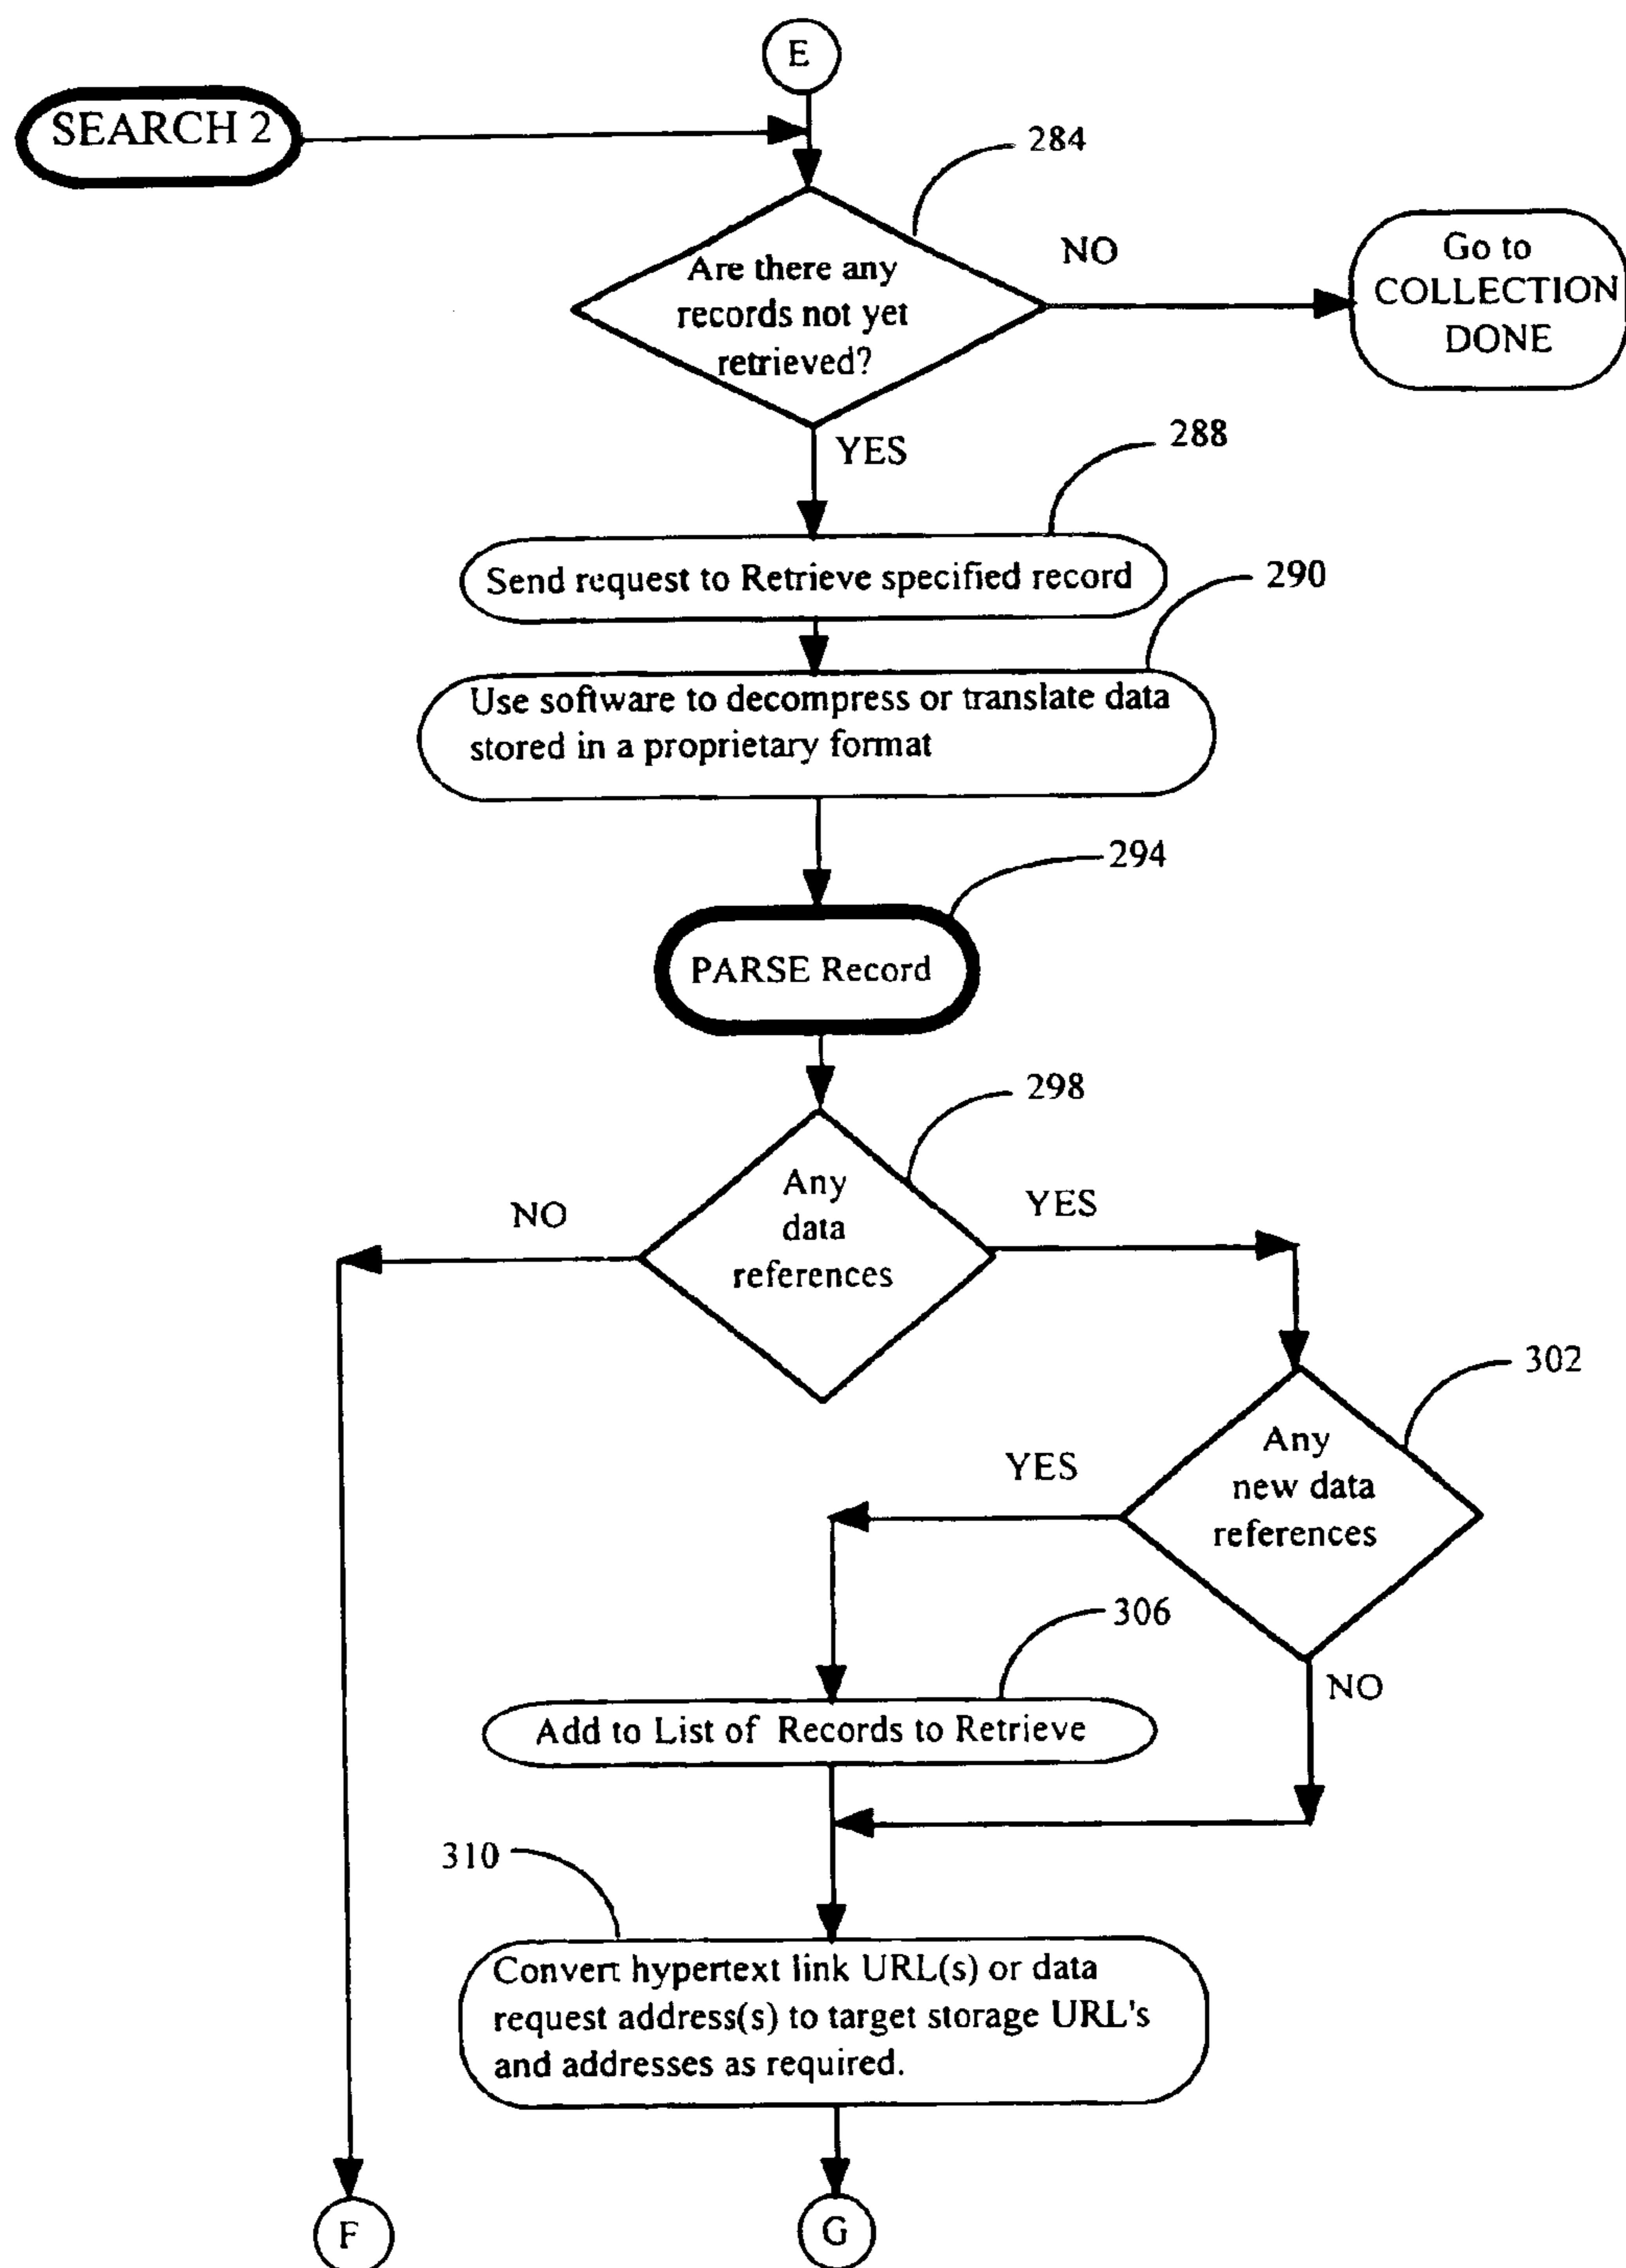 E
SEARCH 2
284
Are there any
records not yet
retrieved?
NO
Go to
COLLECTION
DONE
YES
288
Send request to Retrieve specified record
290
Use software to decompress or translate data
stored in a proprietary format
294
PARSE Record
298
Any
data
references
NO
YES
302
Any
new data
references
YES
306
NO
Add to List of Records to Retrieve
310
Convert hypertext link URL(s) or data
request address(s) to target storage URL's
and addresses as required.
F
G